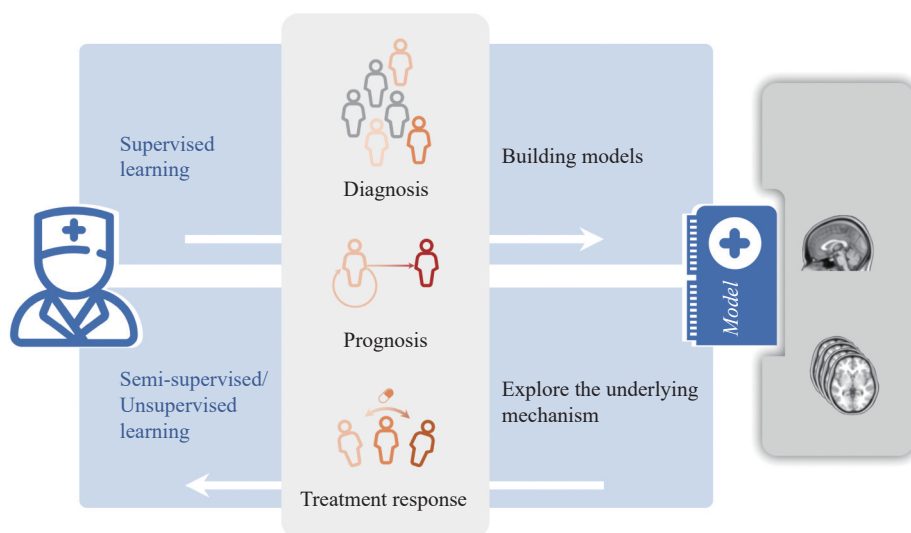 Supervised
learning
Diagnosis
Building models
Prognosis
Model
Semi-supervised/
Unsupervised
learning
Explore the underlying
mechanism
Treatment response